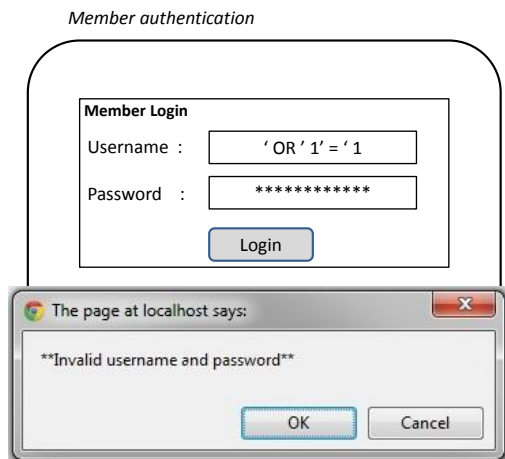 Member authentication
Member Login
Username : ‘ OR ’ 1’ = ‘ 1
Password : ************
Login
The page at localhost says:
**Invalid username and password**
OK Cancel